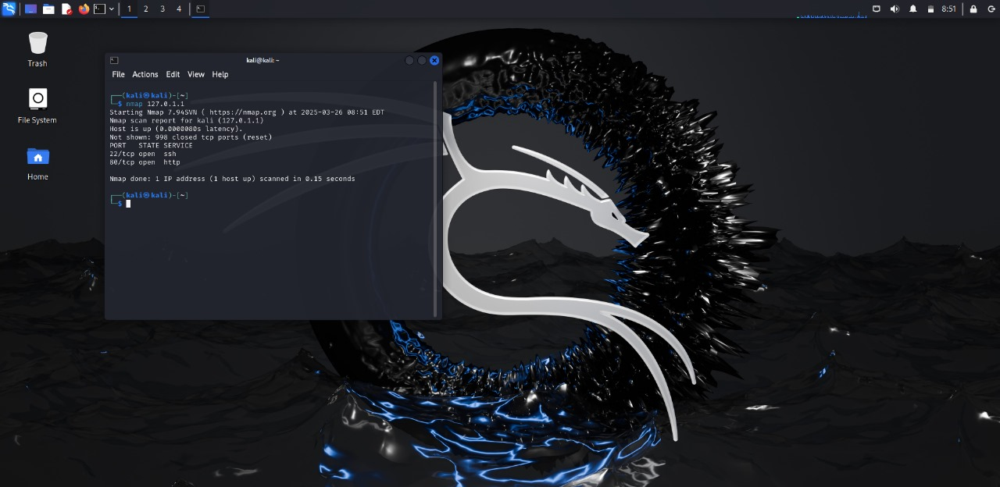 1 2 3 4 8:51
Trash
File System
Home
kali@kali: ~
File Actions Edit View Help
┌──(kali㉿kali)-[~]
└─$ nmap 127.0.1.1
Starting Nmap 7.94SVN ( https://nmap.org ) at 2025-03-26 08:51 EDT
Nmap scan report for kali (127.0.1.1)
Host is up (0.0000080s latency).
Not shown: 998 closed tcp ports (reset)
PORT   STATE SERVICE
22/tcp open  ssh
80/tcp open  http
Nmap done: 1 IP address (1 host up) scanned in 0.15 seconds
┌──(kali㉿kali)-[~]
└─$